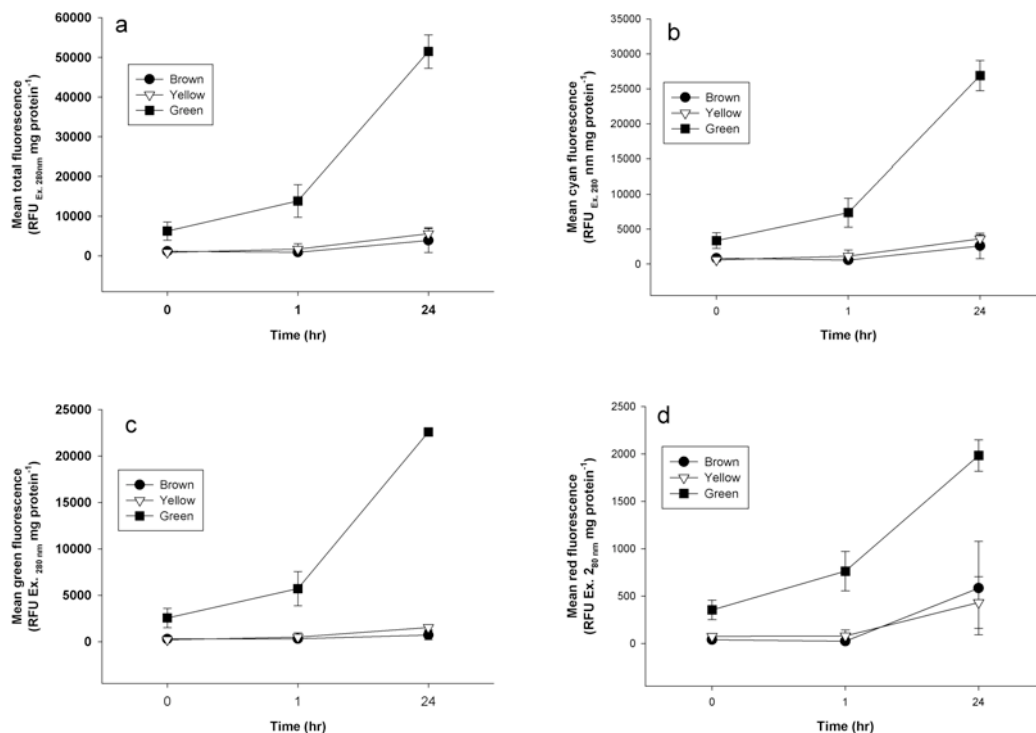 a
Mean total fluorescence
(RFU Ex. 280nm mg protein-1)
60000
50000
40000
30000
20000
10000
0
Brown
Yellow
Green
0 1 24
Time (hr)
b
Mean cyan fluorescence
(RFU Ex. 280 nm mg protein-1)
35000
30000
25000
20000
15000
10000
5000
0
Brown
Yellow
Green
0 1 24
Time (hr)
c
Mean green fluorescence
(RFU Ex. 280 nm mg protein-1)
25000
20000
15000
10000
5000
0
Brown
Yellow
Green
0 1 24
Time (hr)
d
Mean red fluorescence
(RFU Ex. 280 nm mg protein-1)
2500
2000
1500
1000
500
0
Brown
Yellow
Green
0 1 24
Time (hr)